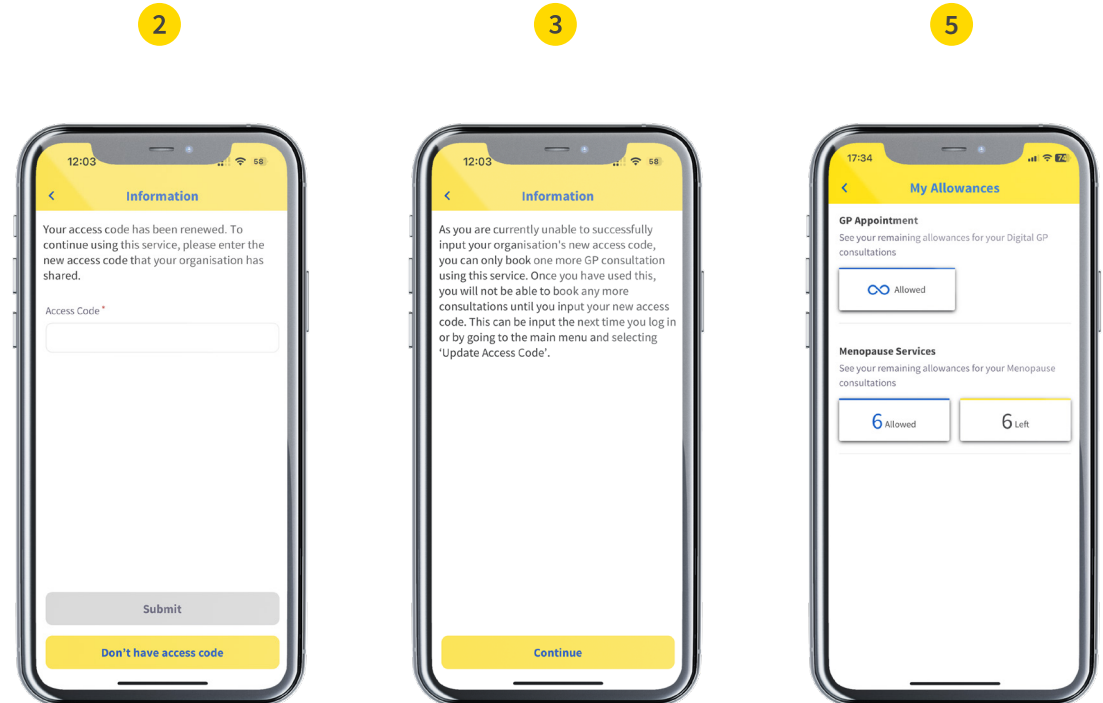 2
3
5
12:03
58
Information
Your access code has been renewed. To
continue using this service, please enter the
new access code that your organisation has
shared.
Access Code *
Submit
Don't have access code
12:03
58
Information
As you are currently unable to successfully
input your organisation's new access code,
you can only book one more GP consultation
using this service. Once you have used this,
you will not be able to book any more
consultations until you input your new access
code. This can be input the next time you log in
or by going to the main menu and selecting
‘Update Access Code’.
Continue
17:34
74
My Allowances
GP Appointment
See your remaining allowances for your Digital GP
consultations
∞ Allowed
Menopause Services
See your remaining allowances for your Menopause
consultations
6 Allowed
6 Left